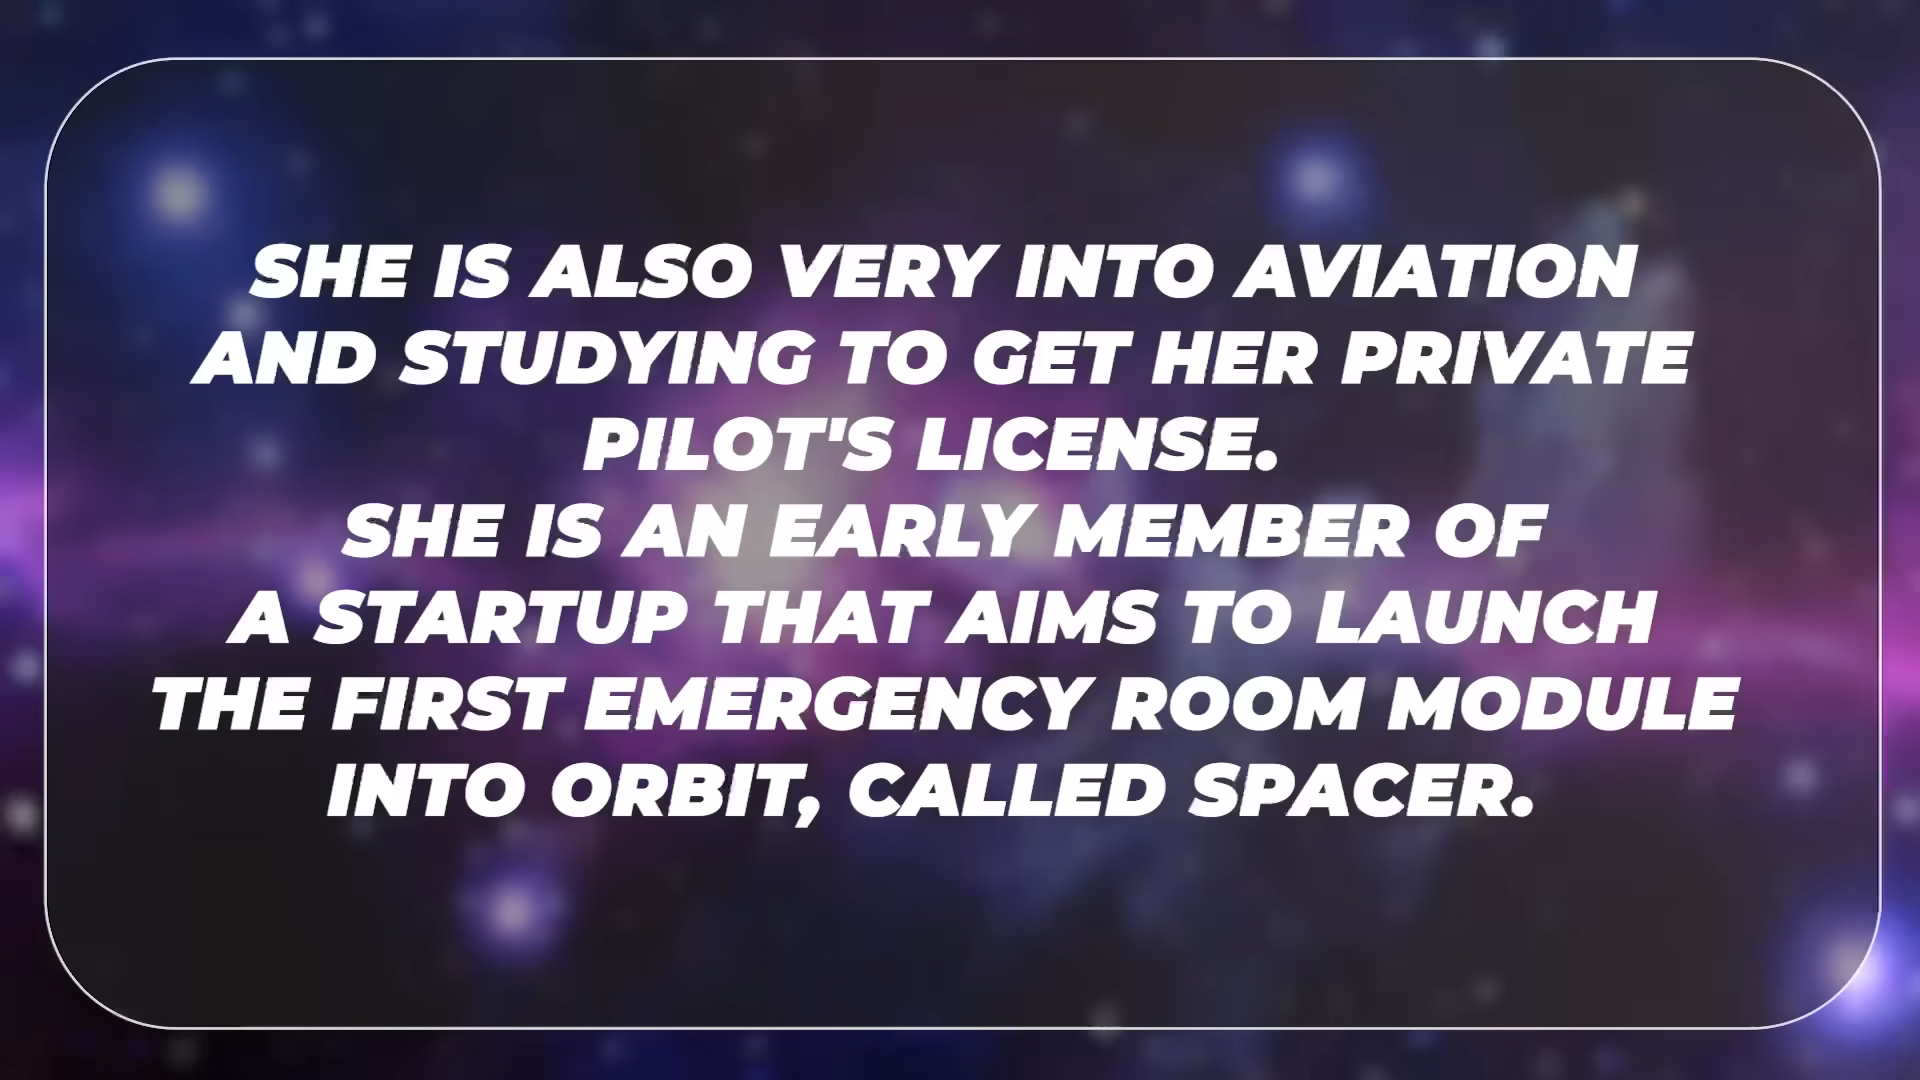 SHE IS ALSO VERY INTO AVIATION
AND STUDYING TO GET HER PRIVATE
PILOT'S LICENSE.
SHE IS AN EARLY MEMBER OF
A STARTUP THAT AIMS TO LAUNCH
THE FIRST EMERGENCY ROOM MODULE
INTO ORBIT, CALLED SPACER.